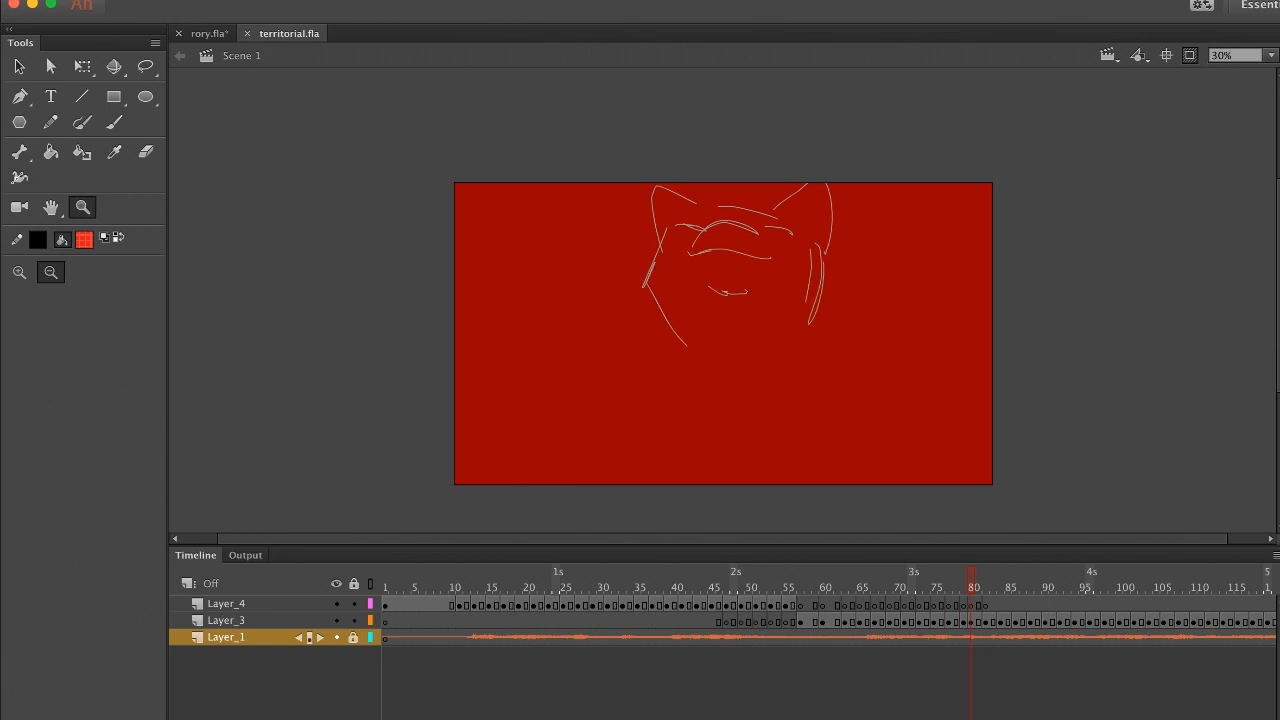 An
Essenti
rory.fla*
territorial.fla
Tools
Scene 1
30%
Timeline
Output
1s 2s 3s 4s 5
Off
1 5 10 15 20 25 30 35 40 45 50 55 60 65 70 75 80 85 90 95 100 105 110 115 12
Layer_4
Layer_3
Layer_1